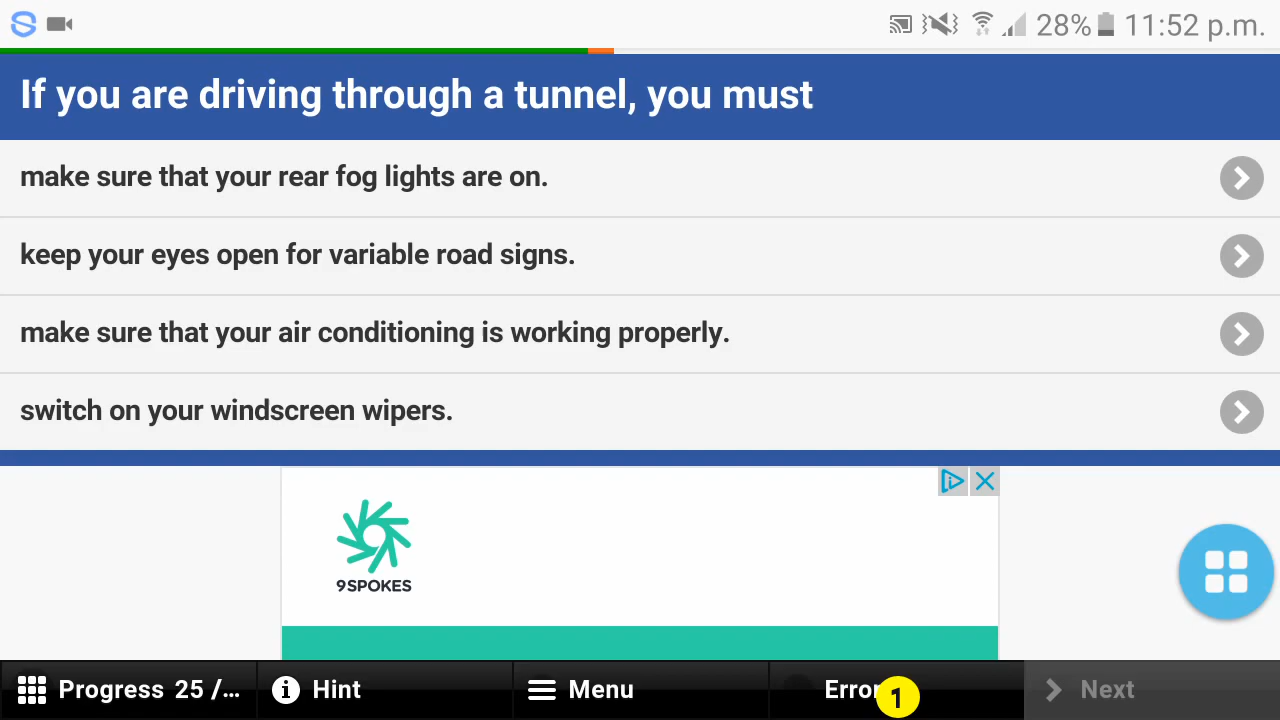 28% 11:52 p.m.
If you are driving through a tunnel, you must
make sure that your rear fog lights are on.
keep your eyes open for variable road signs.
make sure that your air conditioning is working properly.
switch on your windscreen wipers.
9SPOKES
Progress 25 /...
Hint
Menu
Error
1
Next